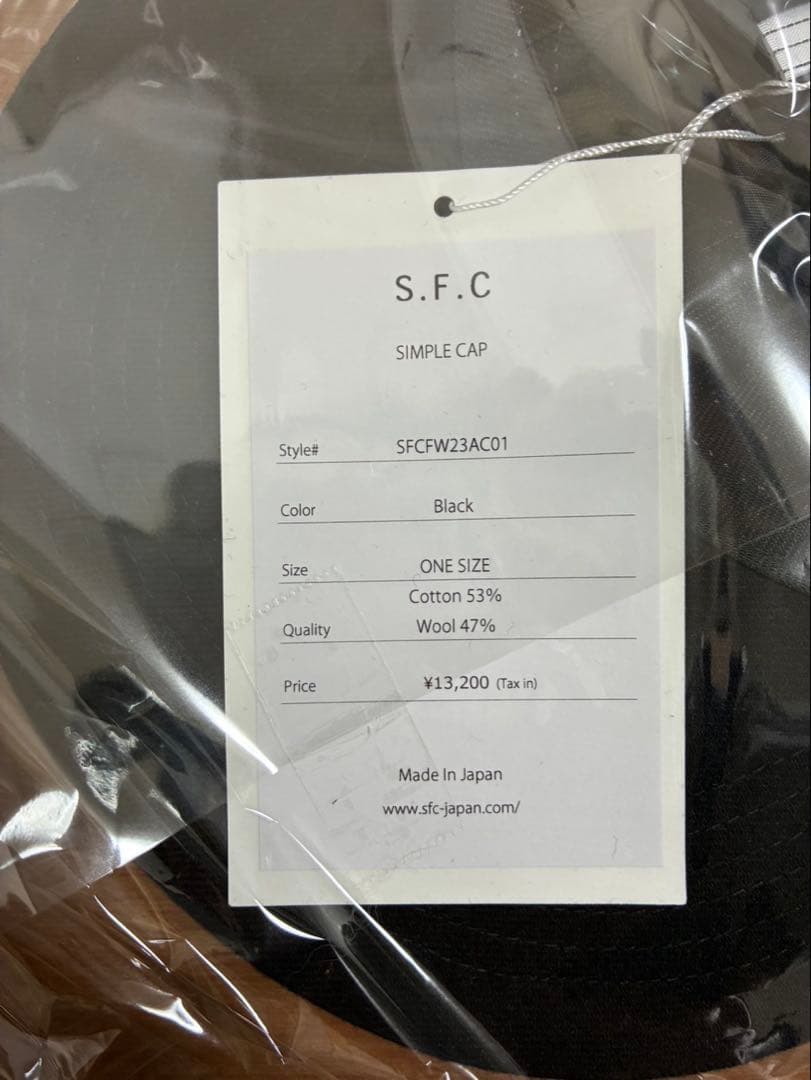 S.F.C
SIMPLE CAP
Style# SFCFW23AC01
Color Black
Size ONE SIZE
Cotton 53%
Quality Wool 47%
Price ¥13,200 (Tax in)
Made In Japan
www.sfc-japan.com/